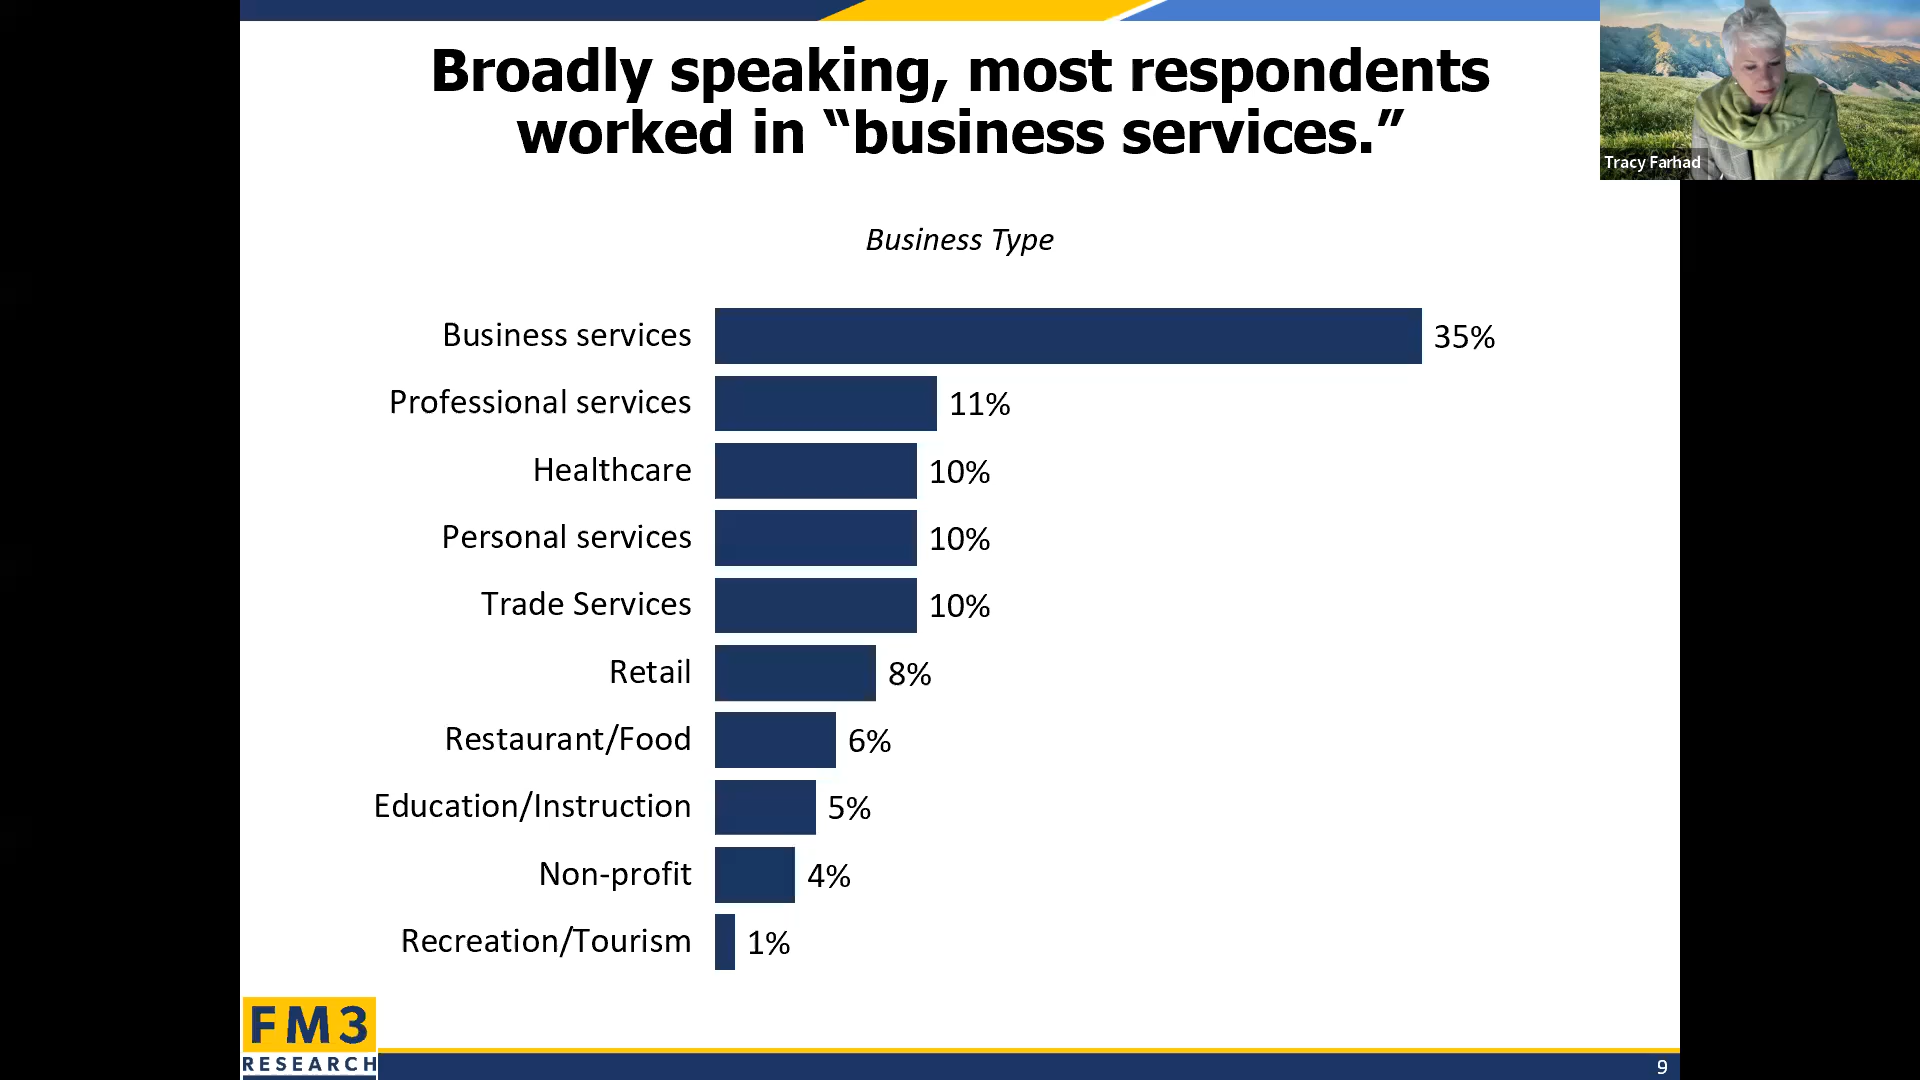 Broadly speaking, most respondents
worked in “business services.”
Tracy Farhad
Business Type
Business services 35%
Professional services 11%
Healthcare 10%
Personal services 10%
Trade Services 10%
Retail 8%
Restaurant/Food 6%
Education/Instruction 5%
Non-profit 4%
Recreation/Tourism 1%
FM3
RESEARCH
9